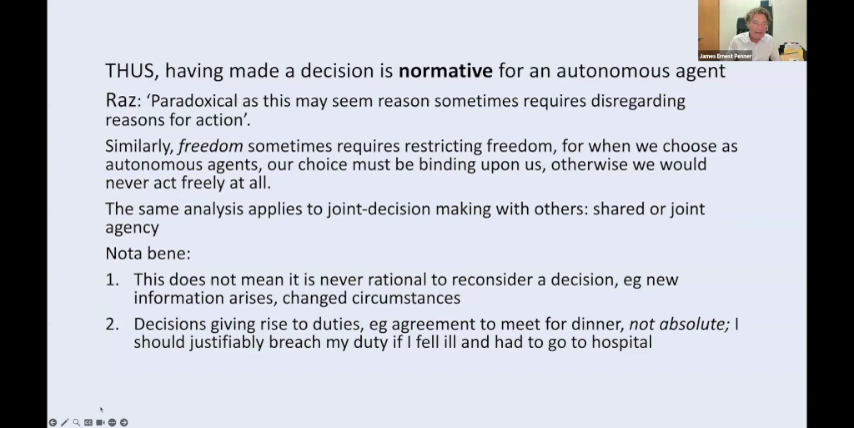 James Ernest Penner
THUS, having made a decision is normative for an autonomous agent
Raz: ‘Paradoxical as this may seem reason sometimes requires disregarding
reasons for action’.
Similarly, freedom sometimes requires restricting freedom, for when we choose as
autonomous agents, our choice must be binding upon us, otherwise we would
never act freely at all.
The same analysis applies to joint-decision making with others: shared or joint
agency
Nota bene:
1. This does not mean it is never rational to reconsider a decision, eg new
information arises, changed circumstances
2. Decisions giving rise to duties, eg agreement to meet for dinner, not absolute; I
should justifiably breach my duty if I fell ill and had to go to hospital